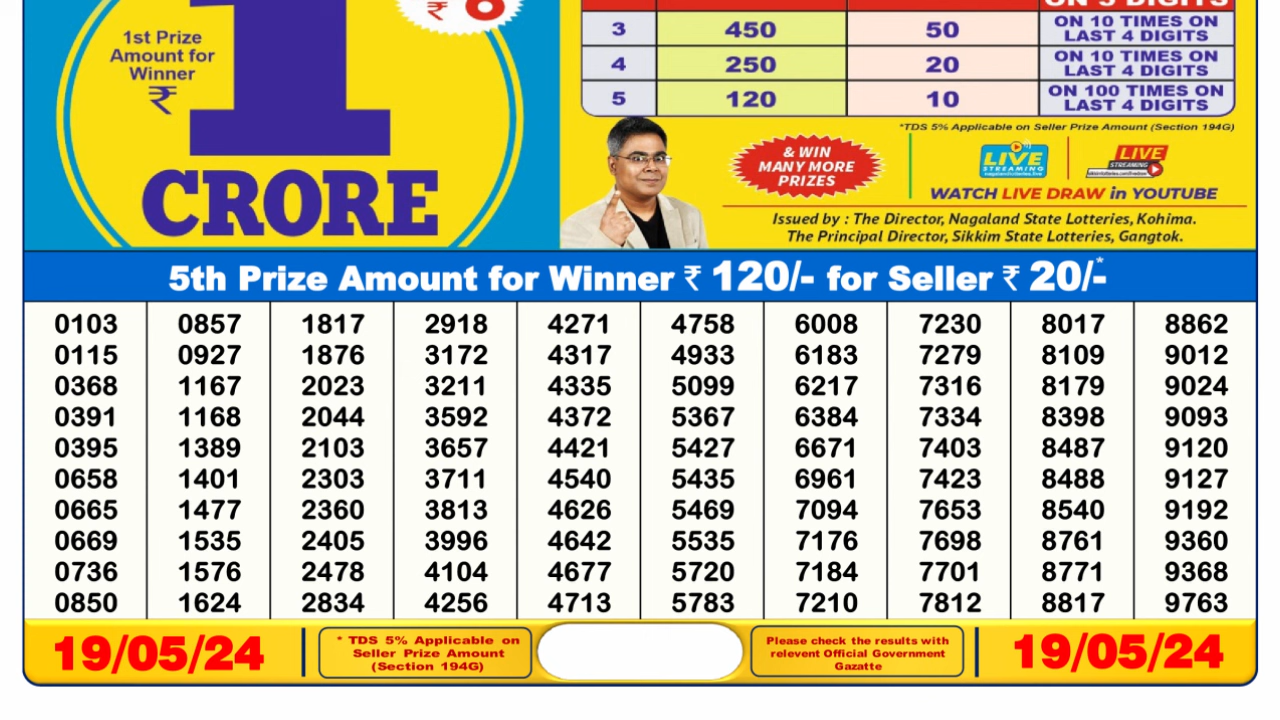 1st Prize
Amount for
Winner
₹
1
CRORE
₹ 6
ON 5 DIGITS
3 450 50 ON 10 TIMES ON LAST 4 DIGITS
4 250 20 ON 10 TIMES ON LAST 4 DIGITS
5 120 10 ON 100 TIMES ON LAST 4 DIGITS
*TDS 5% Applicable on Seller Prize Amount (Section 194G)
& WIN
MANY MORE
PRIZES
LIVE
STREAMING
LIVE
STREAMING
WATCH LIVE DRAW in YOUTUBE
Issued by : The Director, Nagaland State Lotteries, Kohima.
The Principal Director, Sikkim State Lotteries, Gangtok.
5th Prize Amount for Winner ₹ 120/- for Seller ₹ 20/-*
0103 0857 1817 2918 4271 4758 6008 7230 8017 8862
0115 0927 1876 3172 4317 4933 6183 7279 8109 9012
0368 1167 2023 3211 4335 5099 6217 7316 8179 9024
0391 1168 2044 3592 4372 5367 6384 7334 8398 9093
0395 1389 2103 3657 4421 5427 6671 7403 8487 9120
0658 1401 2303 3711 4540 5435 6961 7423 8488 9127
0665 1477 2360 3813 4626 5469 7094 7653 8540 9192
0669 1535 2405 3996 4642 5535 7176 7698 8761 9360
0736 1576 2478 4104 4677 5720 7184 7701 8771 9368
0850 1624 2834 4256 4713 5783 7210 7812 8817 9763
19/05/24
* TDS 5% Applicable on
Seller Prize Amount
(Section 194G)
Please check the results with
relevent Official Government
Gazatte
19/05/24